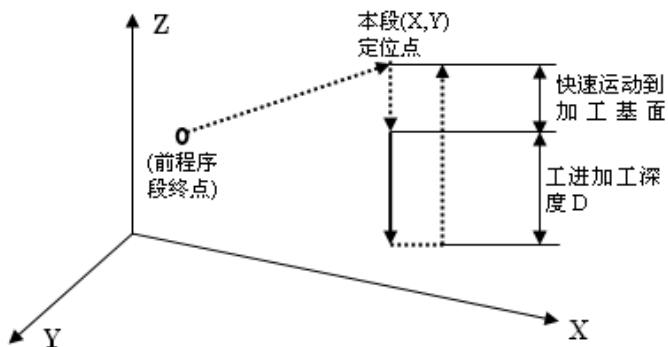 Z
本段(X,Y)
定位点
快速运动到
加工基面
(前程序
段终点)
工进加工深
度D
Y
X